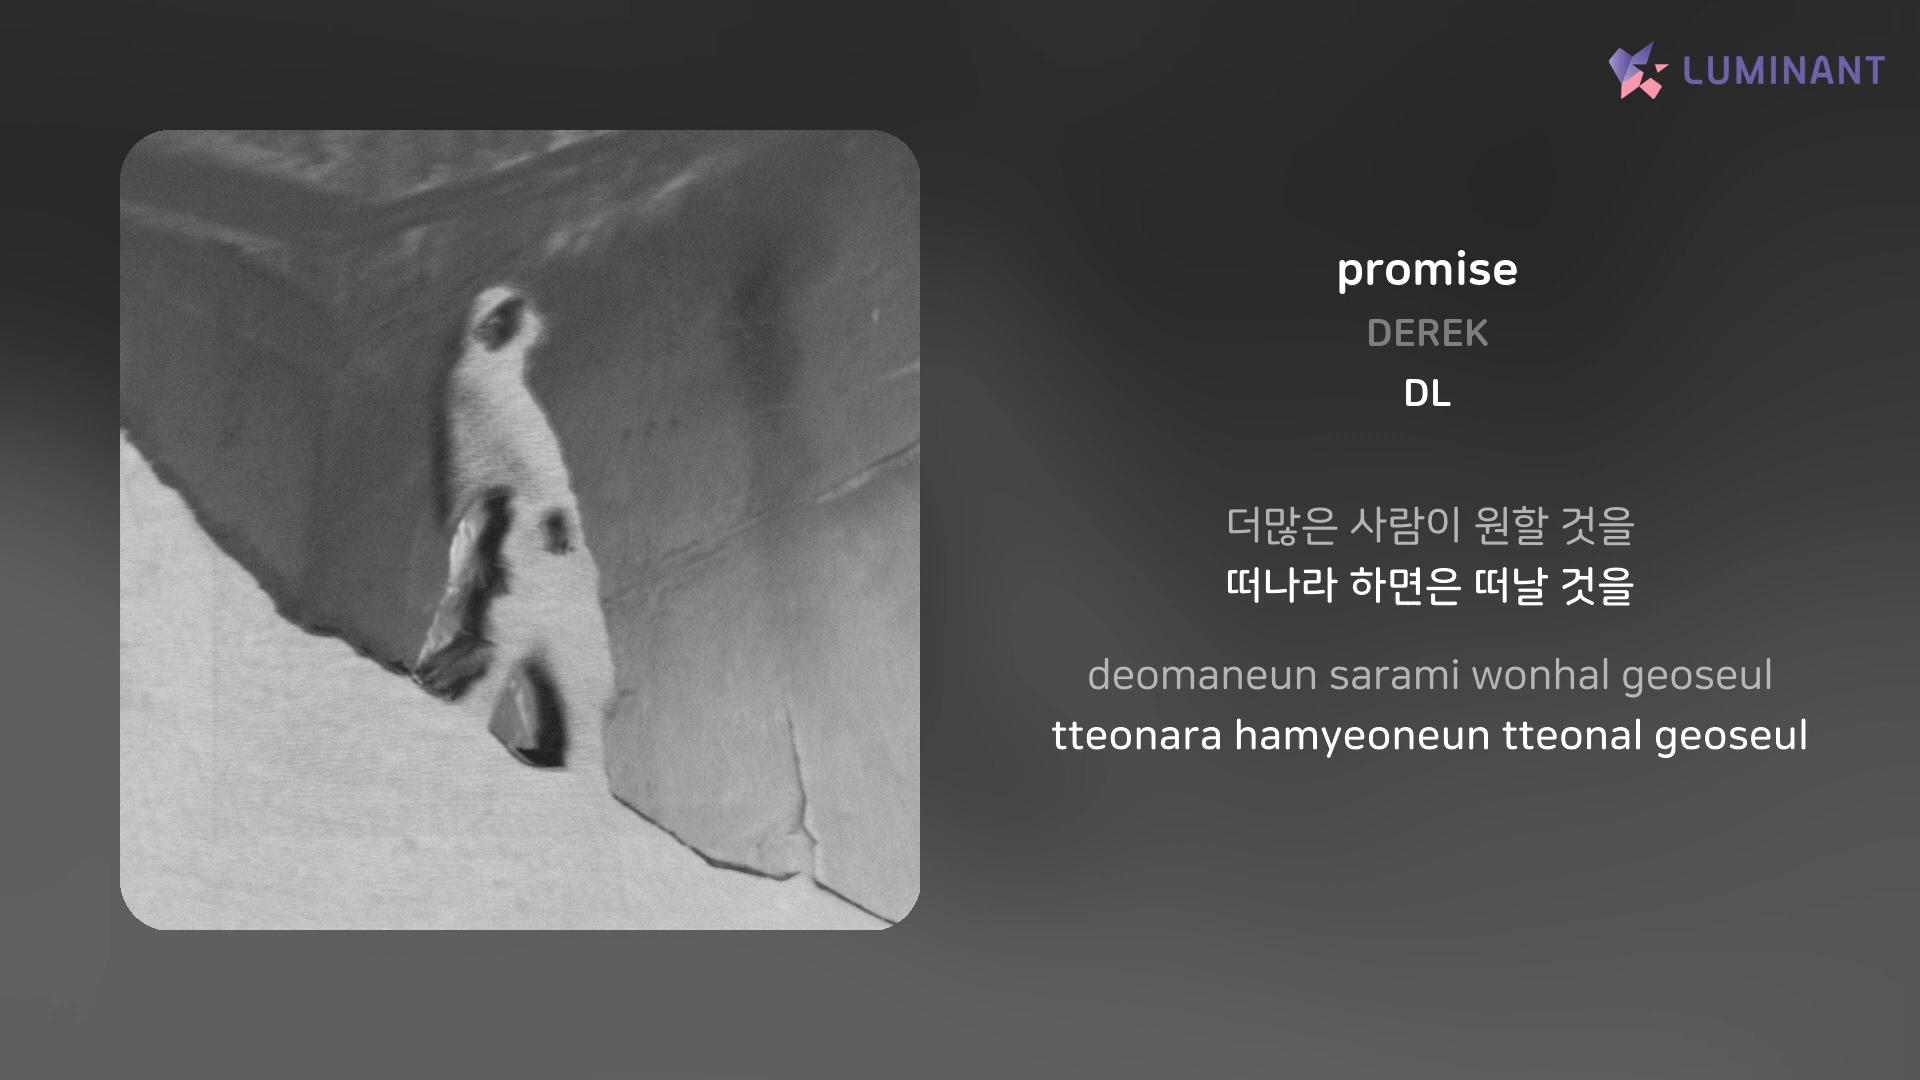 LUMINANT
promise
DEREK
DL
더많은 사람이 원할 것을
떠나라 하면은 떠날 것을
deomaneun sarami wonhal geoseul
tteonara hamyeoneun tteonal geoseul